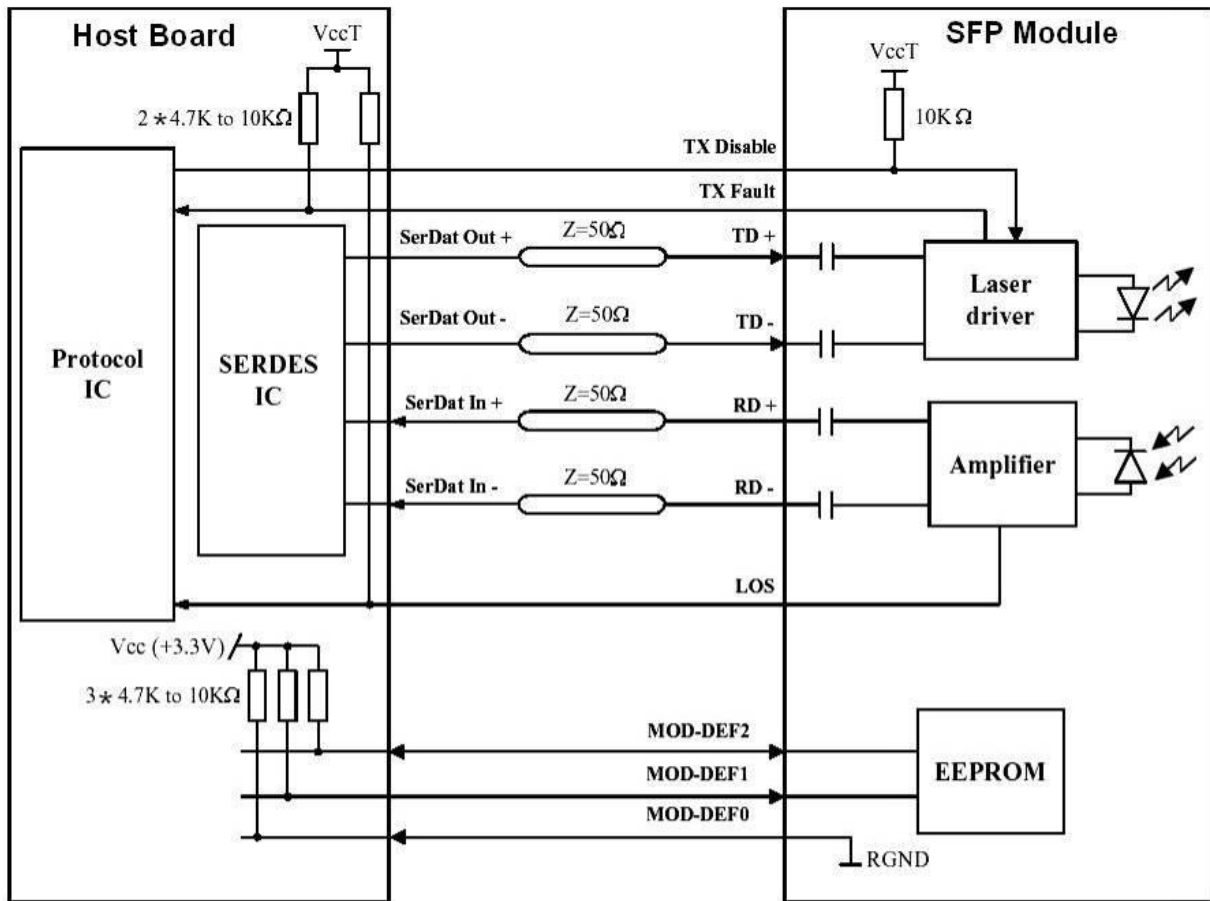 Host Board
SFP Module
VccT
VccT
2*4.7K to 10KΩ
10KΩ
TX Disable
TX Fault
SerDat Out +
Z=50Ω
TD +
Laser driver
SerDat Out -
Z=50Ω
TD -
Protocol IC
SERDES IC
SerDat In +
Z=50Ω
RD +
Amplifier
SerDat In -
Z=50Ω
RD -
LOS
Vcc (+3.3V)
3* 4.7K to 10KΩ
MOD-DEF2
EEPROM
MOD-DEF1
MOD-DEF0
RGND